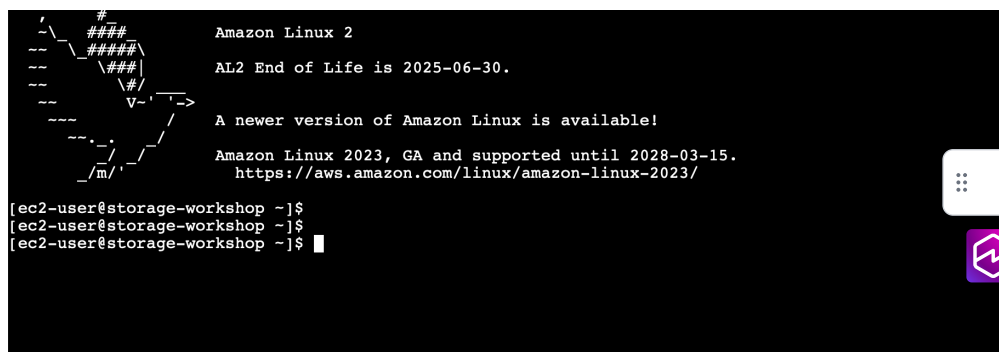 ,     #_
   ~\_  ####_        Amazon Linux 2
  ~~  \_#####\
  ~~     \###|       AL2 End of Life is 2025-06-30.
  ~~       \#/ ___
   ~~       V~' '->
    ~~~         /    A newer version of Amazon Linux is available!
      ~~._.   _/
         _/ _/       Amazon Linux 2023, GA and supported until 2028-03-15.
       _/m/'           https://aws.amazon.com/linux/amazon-linux-2023/
[ec2-user@storage-workshop ~]$
[ec2-user@storage-workshop ~]$
[ec2-user@storage-workshop ~]$